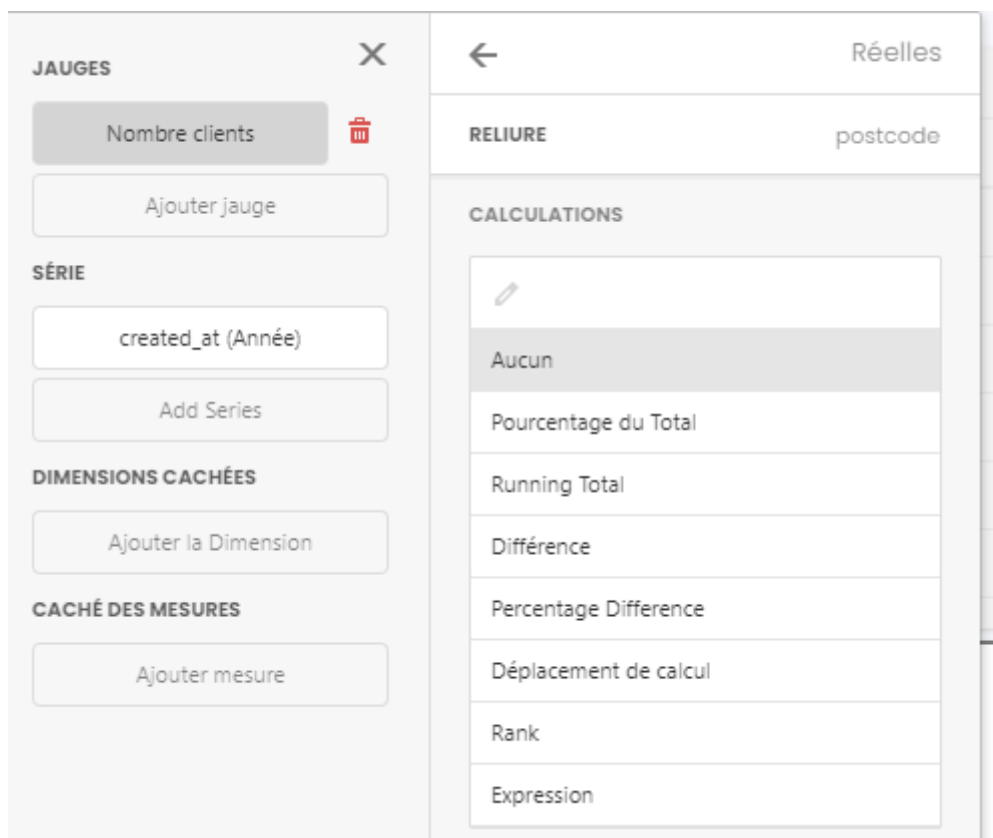 JAUGES
Nombre clients
Ajouter jauge
SÉRIE
created_at (Année)
Add Series
DIMENSIONS CACHÉES
Ajouter la Dimension
CACHÉ DES MESURES
Ajouter mesure
Réelles
RELIURE postcode
CALCULATIONS
Aucun
Pourcentage du Total
Running Total
Différence
Percentage Difference
Déplacement de calcul
Rank
Expression